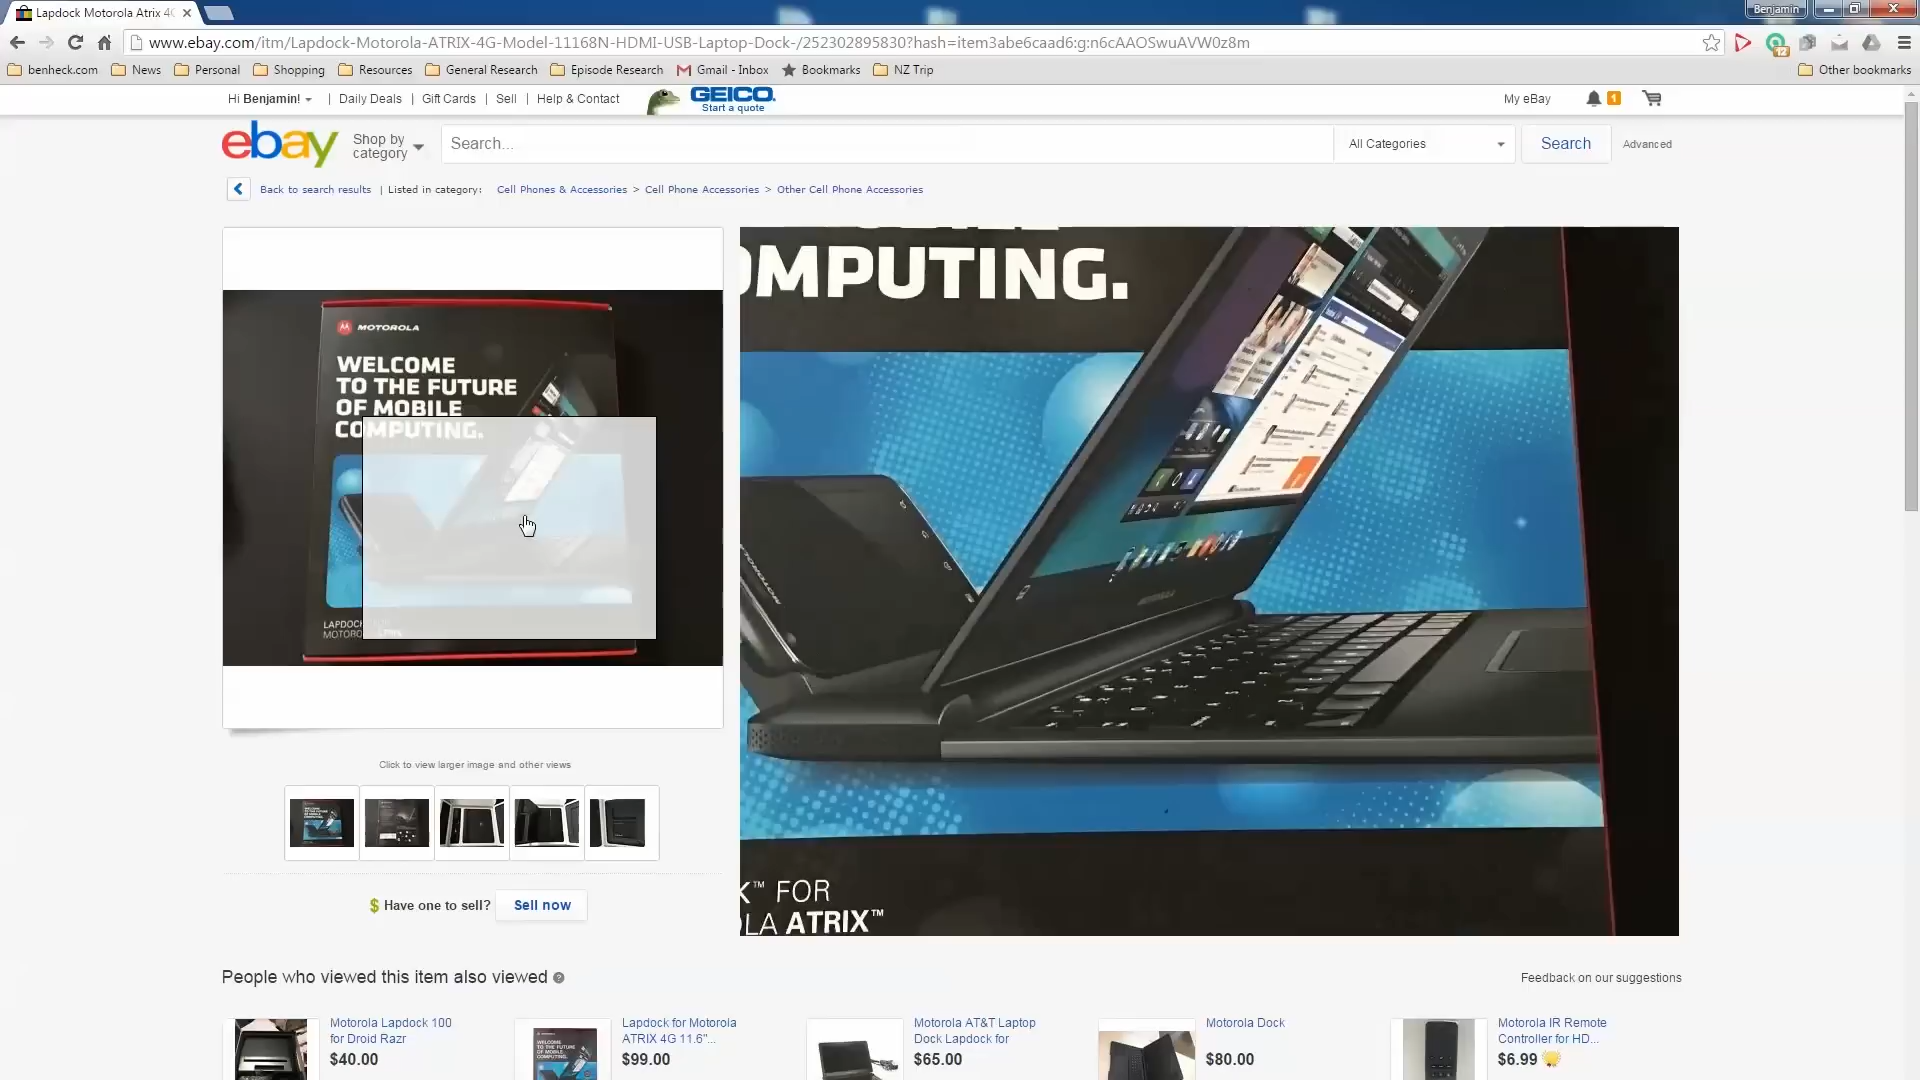 Lapdock Motorola Atrix 4G
Benjamin
www.ebay.com/itm/Lapdock-Motorola-ATRIX-4G-Model-11168N-HDMI-USB-Laptop-Dock-/252302895830?hash=item3abe6caad6:g:n6cAAOSwuAVW0z8m
12
benheck.com
News
Personal
Shopping
Resources
General Research
Episode Research
Gmail - Inbox
Bookmarks
NZ Trip
Other bookmarks
Hi Benjamin! | Daily Deals | Gift Cards | Sell | Help & Contact
GEICO.
Start a quote
My eBay
1
ebay
Shop by
category
Search...
All Categories
Search
Advanced
Back to search results | Listed in category: Cell Phones & Accessories > Cell Phone Accessories > Other Cell Phone Accessories
MOTOROLA
WELCOME
TO THE FUTURE
OF MOBILE
COMPUTING.
LAPDOCK
MOTOROLA ATRIX
OMPUTING.
MOTOROLA
K™ FOR
LA ATRIX™
Click to view larger image and other views
$ Have one to sell? Sell now
People who viewed this item also viewed
Feedback on our suggestions
Motorola Lapdock 100
for Droid Razr
$40.00
Lapdock for Motorola
ATRIX 4G 11.6"...
$99.00
Motorola AT&T Laptop
Dock Lapdock for
$65.00
Motorola Dock
$80.00
Motorola IR Remote
Controller for HD...
$6.99